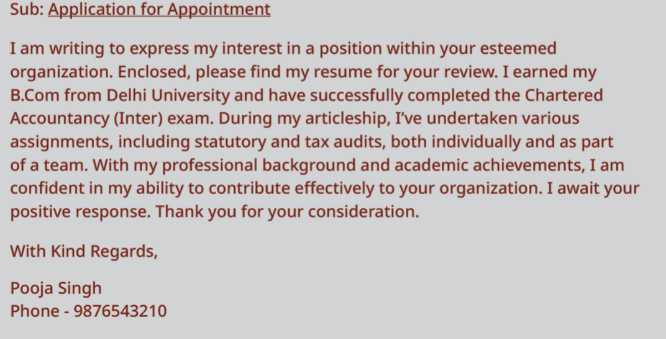 Sub: Application for Appointment
I am writing to express my interest in a position within your esteemed
organization. Enclosed, please find my resume for your review. I earned my
B.Com from Delhi University and have successfully completed the Chartered
Accountancy (Inter) exam. During my articleship, I’ve undertaken various
assignments, including statutory and tax audits, both individually and as part
of a team. With my professional background and academic achievements, I am
confident in my ability to contribute effectively to your organization. I await your
positive response. Thank you for your consideration.
With Kind Regards,
Pooja Singh
Phone - 9876543210